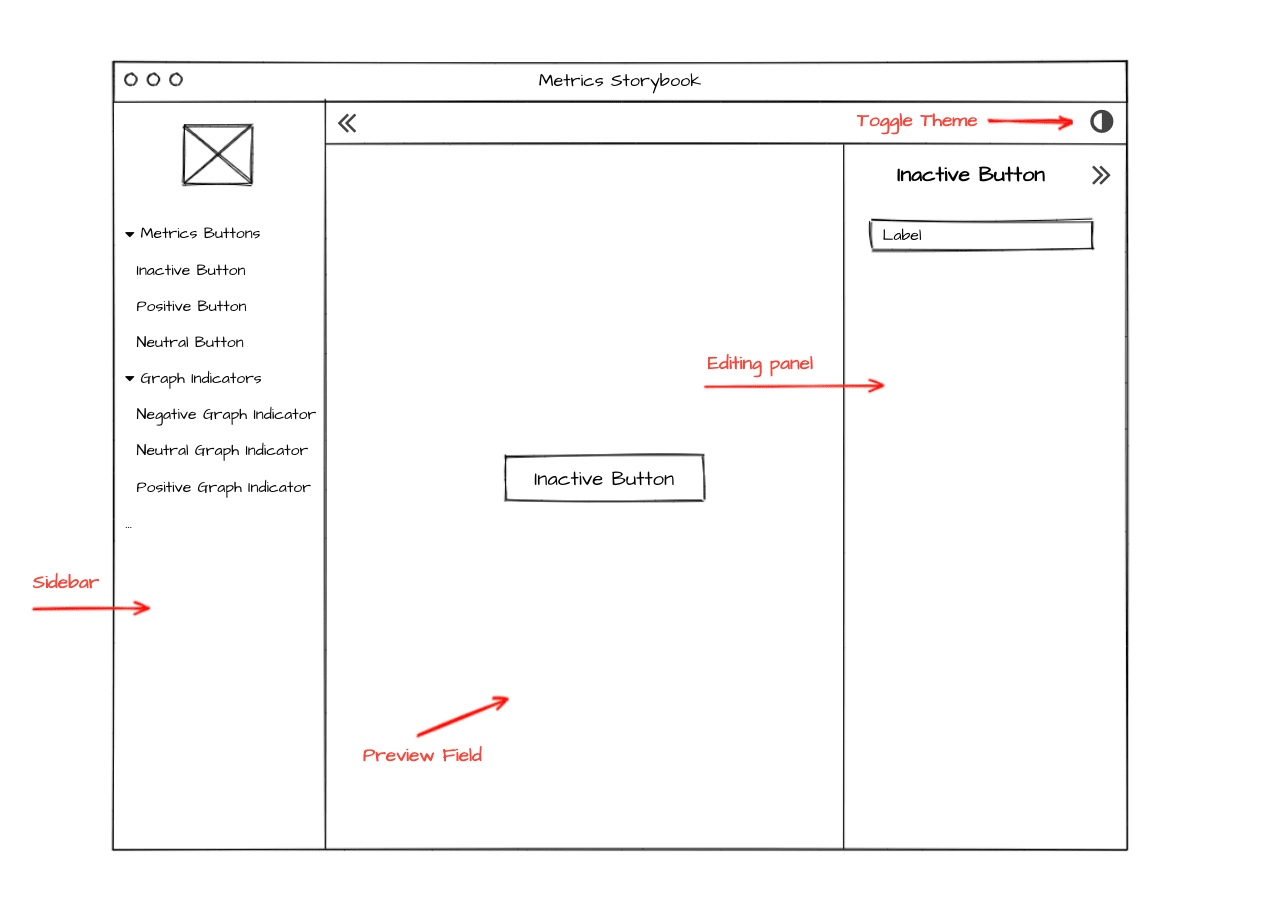 Metrics Storybook
Toggle Theme
Inactive Button
Label
Metrics Buttons
Inactive Button
Positive Button
Neutral Button
Graph Indicators
Negative Graph Indicator
Neutral Graph Indicator
Positive Graph Indicator
...
Editing panel
Inactive Button
Sidebar
Preview Field